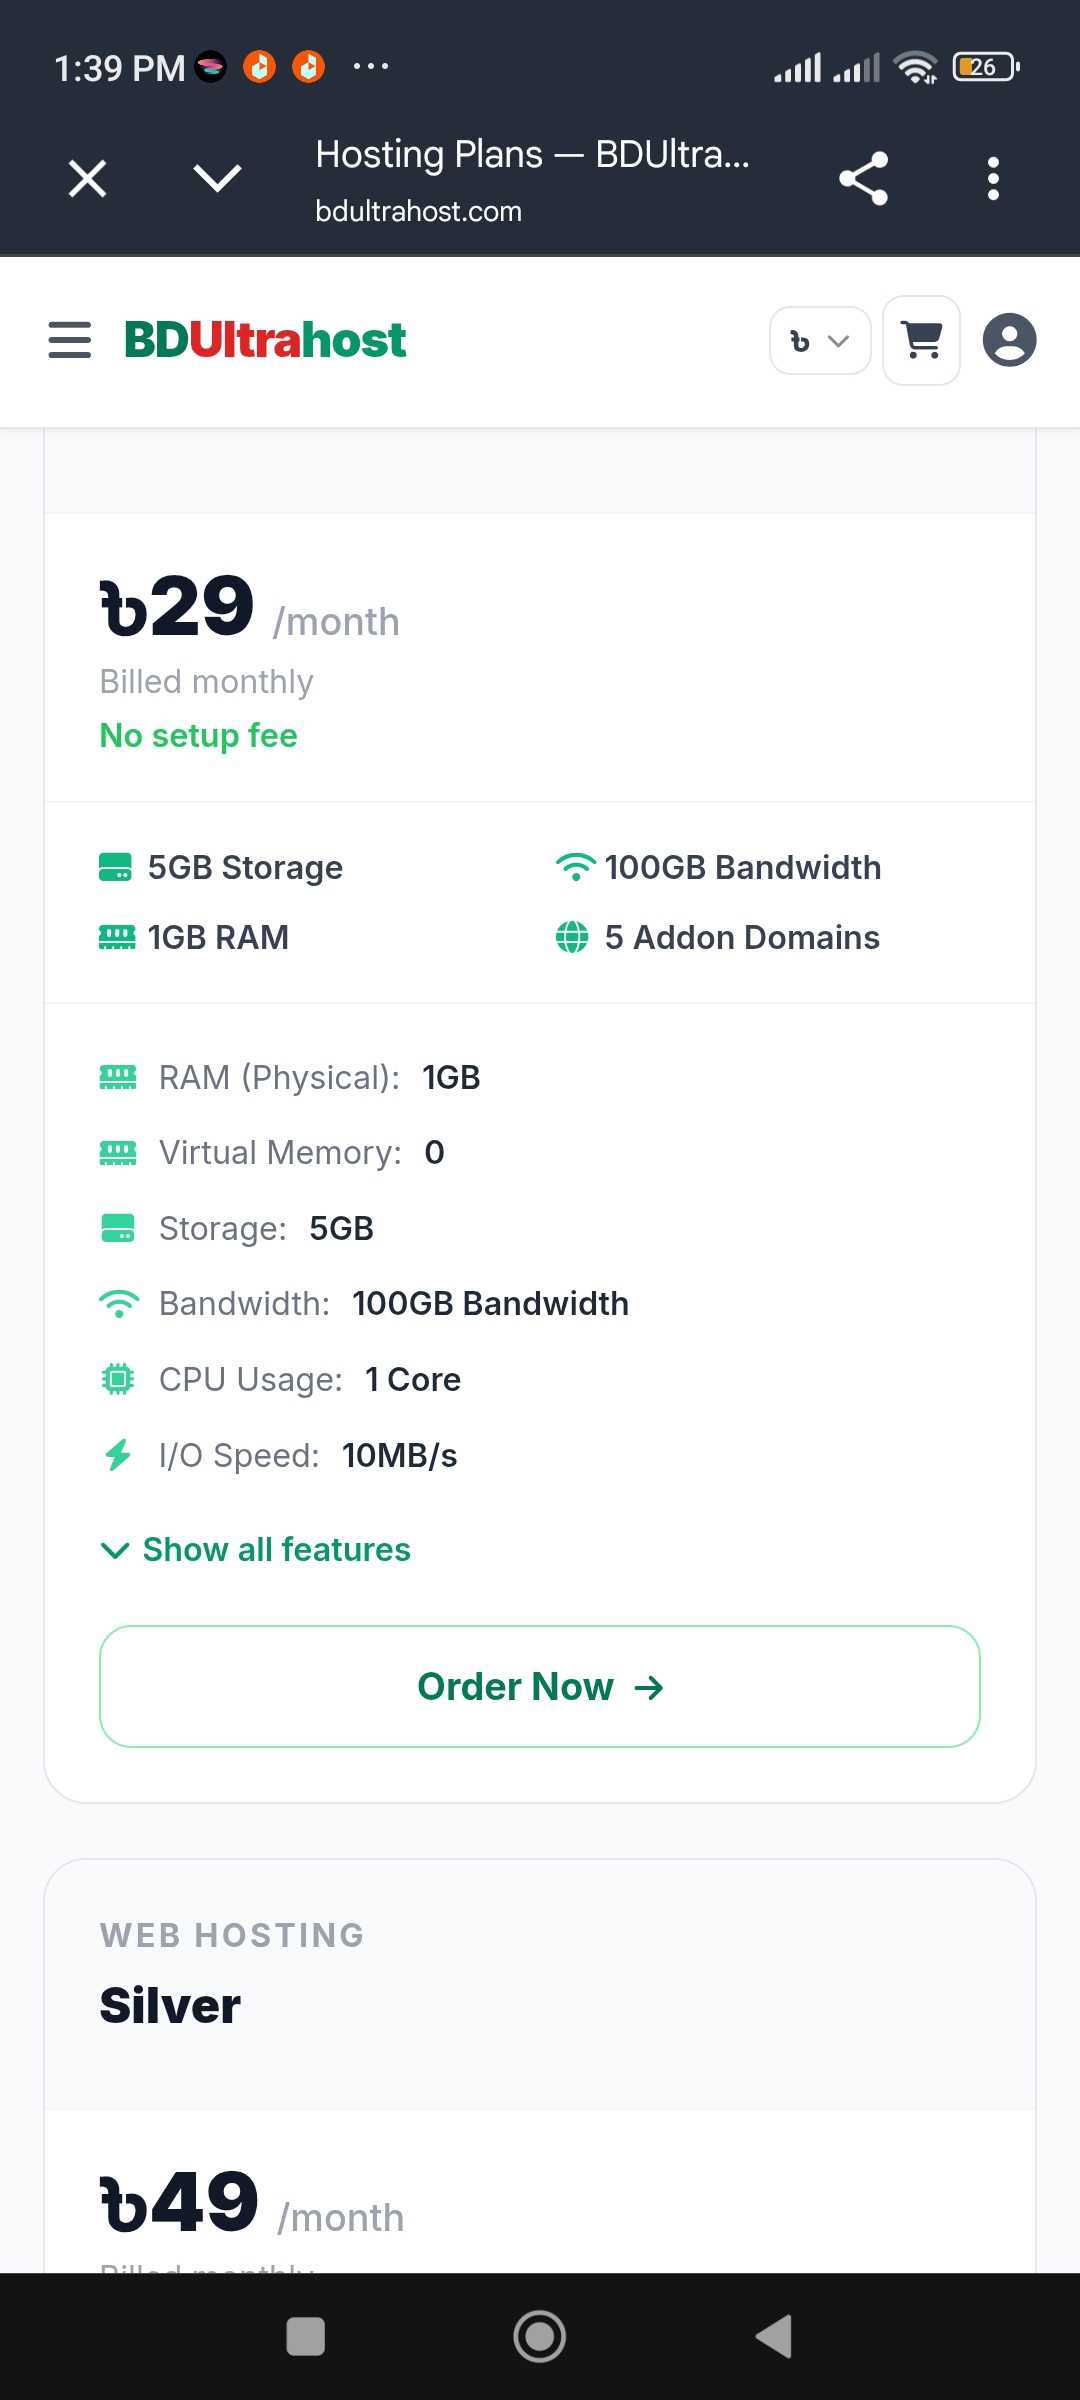 1:39 PM
26
Hosting Plans — BDUltra...
bdultrahost.com
BDUltrahost
৳
৳29 /month
Billed monthly
No setup fee
5GB Storage
100GB Bandwidth
1GB RAM
5 Addon Domains
RAM (Physical): 1GB
Virtual Memory: 0
Storage: 5GB
Bandwidth: 100GB Bandwidth
CPU Usage: 1 Core
I/O Speed: 10MB/s
Show all features
Order Now →
WEB HOSTING
Silver
৳49 /month
Billed monthly